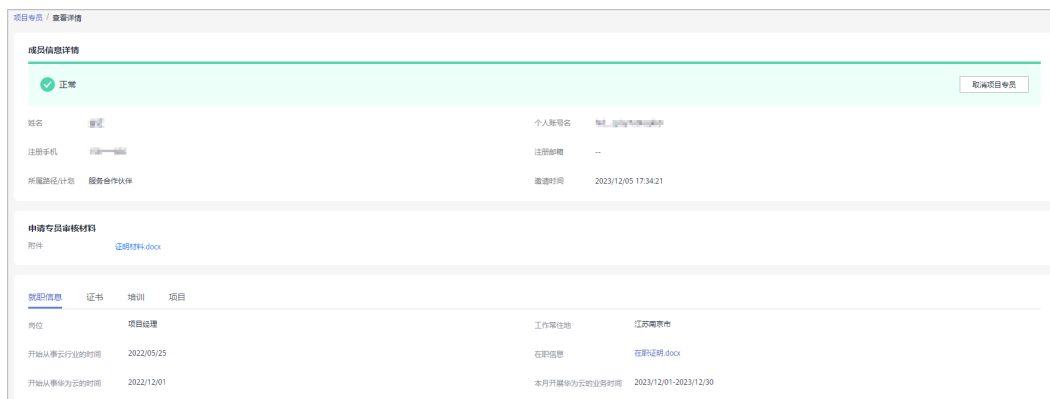 项目专员 / 查看详情
成员信息详情
正常
取消项目专员
姓名
个人账号名
注册手机
注册邮箱 --
所属路径/计划 服务合作伙伴
邀请时间 2023/12/05 17:34:21
申请专员审核材料
附件 证明材料.docx
就职信息 证书 培训 项目
岗位 项目经理
工作常住地 江苏南京市
开始从事云行业的时间 2022/05/25
在职信息 在职证明.docx
开始从事华为云的时间 2022/12/01
本月开展华为云的业务时间 2023/12/01-2023/12/30